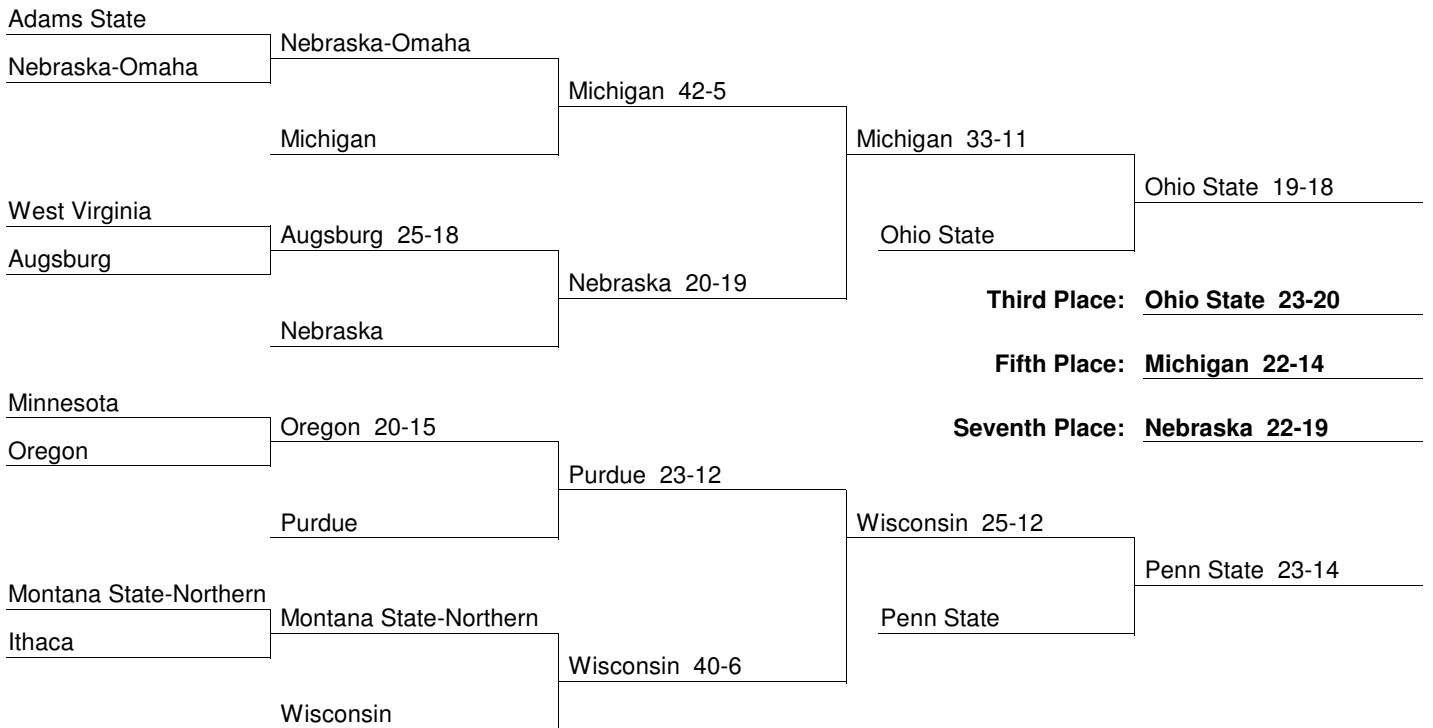 Adams State
Nebraska-Omaha
Nebraska-Omaha
Michigan 42-5
Michigan
Michigan 33-11
Ohio State 19-18
West Virginia
Augsburg 25-18
Ohio State
Augsburg
Nebraska 20-19
Third Place: Ohio State 23-20
Nebraska
Fifth Place: Michigan 22-14
Minnesota
Oregon 20-15
Seventh Place: Nebraska 22-19
Oregon
Purdue 23-12
Purdue
Wisconsin 25-12
Penn State 23-14
Montana State-Northern
Montana State-Northern
Penn State
Ithaca
Wisconsin 40-6
Wisconsin